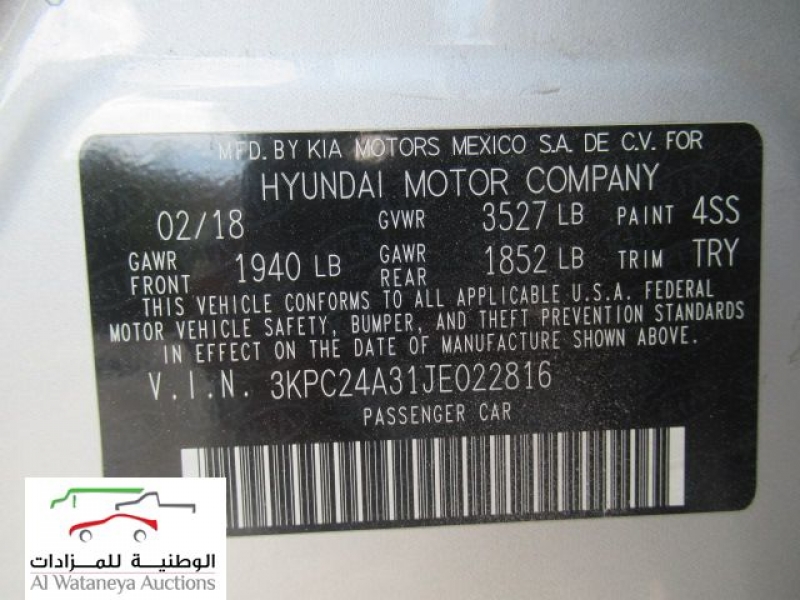 MFD. BY KIA MOTORS MEXICO S.A. DE C.V. FOR
HYUNDAI MOTOR COMPANY
02/18 GVWR 3527 LB PAINT 4SS
GAWR FRONT 1940 LB GAWR REAR 1852 LB TRIM TRY
THIS VEHICLE CONFORMS TO ALL APPLICABLE U.S.A. FEDERAL
MOTOR VEHICLE SAFETY, BUMPER, AND THEFT PREVENTION STANDARDS
IN EFFECT ON THE DATE OF MANUFACTURE SHOWN ABOVE.
V.I.N. 3KPC24A31JE022816
PASSENGER CAR
الوطنية للمزادات
Al Wataneya Auctions